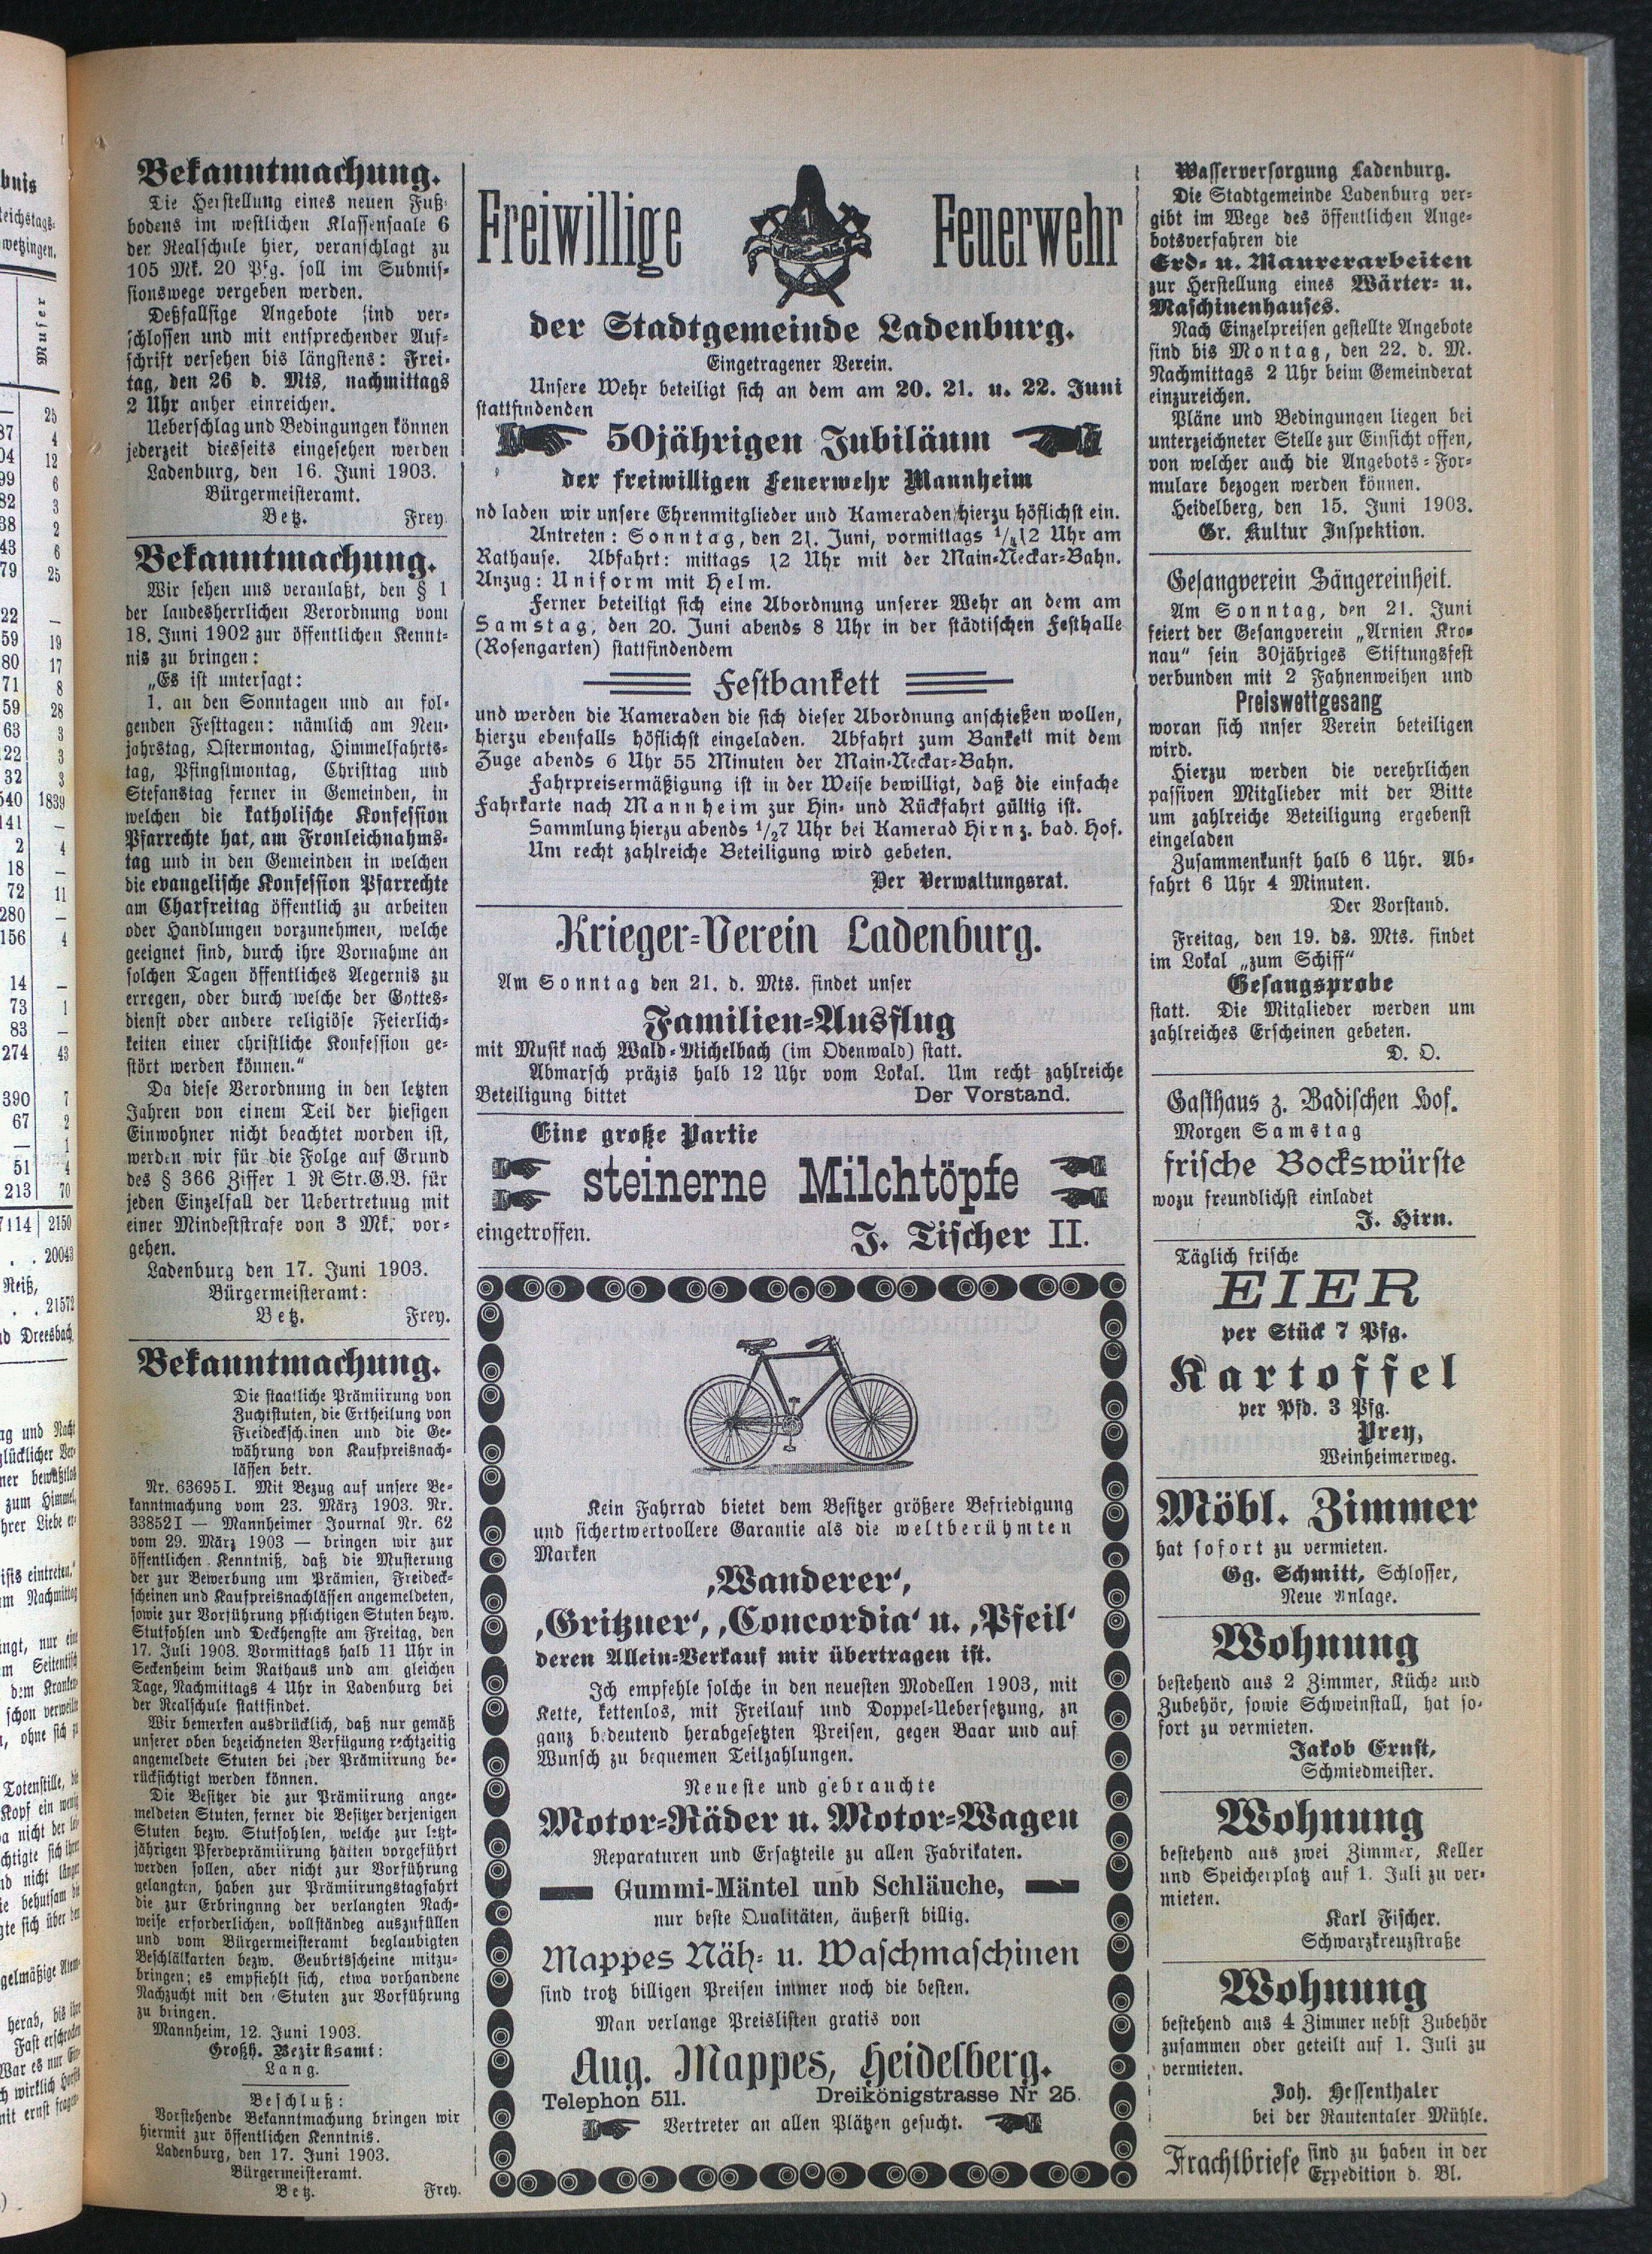 Bekanntmachung.
Die Herstellung eines neuen Fuß-
bodens im westlichen Klassensaale 6
der Realschule hier, veranschlagt zu
105 Mk. 20 Pfg. soll im Submis-
sionswege vergeben werden.
Deßfallsige Angebote sind ver-
schlossen und mit entsprechender Auf-
schrift versehen bis längstens: Frei-
tag, den 26 d. Mts, nachmittags
2 Uhr anher einreichen.
Ueberschlag und Bedingungen können
jederzeit diesseits eingesehen werden
Ladenburg, den 16. Juni 1903.
Bürgermeisteramt.
Betz. Frey.
Bekanntmachung.
Wir sehen uns veranlaßt, den § 1
der landesherrlichen Verordnung vom
18. Juni 1902 zur öffentlichen Kennt-
nis zu bringen:
„Es ist untersagt:
1. an den Sonntagen und an fol-
genden Festtagen: nämlich am Neu-
jahrstag, Ostermontag, Himmelfahrts-
tag, Pfingstmontag, Christtag und
Stefanstag ferner in Gemeinden, in
welchen die katholische Konfession
Pfarrechte hat, am Fronleichnahms-
tag und in den Gemeinden in welchen
die evangelische Konfession Pfarrechte
am Charfreitag öffentlich zu arbeiten
oder Handlungen vorzunehmen, welche
geeignet sind, durch ihre Vornahme an
solchen Tagen öffentliches Aegernis zu
erregen, oder durch welche der Gottes-
dienst oder andere religiöse Feierlich-
keiten einer christliche Konfession ge-
stört werden können.“
Da diese Verordnung in den letzten
Jahren von einem Teil der hiesigen
Einwohner nicht beachtet worden ist,
werden wir für die Folge auf Grund
des § 366 Ziffer 1 R Str.G.B. für
jeden Einzelfall der Uebertretuug mit
einer Mindeststrafe von 3 Mk. vor-
gehen.
Ladenburg den 17. Juni 1903.
Bürgermeisteramt:
Betz. Frey.
Bekanntmachung.
Die staatliche Prämiirung von
Zuchtstuten, die Ertheilung von
Freideckscheinen und die Ge-
währung von Kaufpreisnach-
lässen betr.
Nr. 63695 I. Mit Bezug auf unsere Be-
kanntmachung vom 23. März 1903. Nr.
33852 I — Mannheimer Journal Nr. 62
vom 29. März 1903 — bringen wir zur
öffentlichen Kenntniß, daß die Musterung
der zur Bewerbung um Prämien, Freideck-
scheinen und Kaufpreisnachlässen angemeldeten,
sowie zur Vorführung pflichtigen Stuten bezw.
Stutfohlen und Deckhengste am Freitag, den
17. Juli 1903. Vormittags halb 11 Uhr in
Seckenheim beim Rathaus und am gleichen
Tage, Nachmittags 4 Uhr in Ladenburg bei
der Realschule stattfindet.
Wir bemerken ausdrücklich, daß nur gemäß
unserer oben bezeichneten Verfügung rechtzeitig
angemeldete Stuten bei der Prämiirung be-
rücksichtigt werden können.
Die Besitzer die zur Prämiirung ange-
meldeten Stuten, ferner die Besitzer derjenigen
Stuten bezw. Stutfohlen, welche zur letzt-
jährigen Pferdeprämiirung hätten vorgeführt
werden sollen, aber nicht zur Vorführung
gelangten, haben zur Prämiirungstagfahrt
die zur Erbringnng der verlangten Nach-
weise erforderlichen, vollständeg auszufüllen
und vom Bürgermeisteramt beglaubigten
Beschlälkarten bezw. Geubrtsscheine mitzu-
bringen; es empfiehlt sich, etwa vorhandene
Nachzucht mit den Stuten zur Vorführung
zu bringen.
Mannheim, 12. Juni 1903.
Großh. Bezirksamt:
Lang.
Beschluß:
Vorstehende Bekanntmachung bringen wir
hiermit zur öffentlichen Kenntnis.
Ladenburg, den 17. Juni 1903.
Bürgermeisteramt.
Betz. Frey.
Freiwillige Feuerwehr
der Stadtgemeinde Ladenburg.
Eingetragener Verein.
Unsere Wehr beteiligt sich an dem am 20. 21. u. 22. Juni
stattfindenden
50jährigen Jubiläum
der freiwilligen Feuerwehr Mannheim
nd laden wir unsere Ehrenmitglieder und Kameraden hierzu höflichst ein.
Antreten: Sonntag, den 21. Juni, vormittags 1/212 Uhr am
Rathause. Abfahrt: mittags 12 Uhr mit der Main-Neckar-Bahn.
Anzug: Uniform mit Helm.
Ferner beteiligt sich eine Abordnung unserer Wehr an dem am
Samstag, den 20. Juni abends 8 Uhr in der städtischen Festhalle
(Rosengarten) stattfindendem
Festbankett
und werden die Kameraden die sich dieser Abordnung anschießen wollen,
hierzu ebenfalls höflichst eingeladen. Abfahrt zum Bankett mit dem
Zuge abends 6 Uhr 55 Minuten der Main-Neckar-Bahn.
Fahrpreisermäßigung ist in der Weise bewilligt, daß die einfache
Fahrkarte nach Mannheim zur Hin- und Rückfahrt gültig ist.
Sammlung hierzu abends 1/27 Uhr bei Kamerad Hirn z. bad. Hof.
Um recht zahlreiche Beteiligung wird gebeten.
Der Verwaltungsrat.
Krieger-Verein Ladenburg.
Am Sonntag den 21. d. Mts. findet unser
Familien-Ausflug
mit Musik nach Wald-Michelbach (im Odenwald) statt.
Abmarsch präzis halb 12 Uhr vom Lokal. Um recht zahlreiche
Beteiligung bittet Der Vorstand.
Eine große Partie
steinerne Milchtöpfe
eingetroffen. J. Tischer II.
Kein Fahrrad bietet dem Besitzer größere Befriedigung
und sichertwertvollere Garantie als die weltberühmten
Marken
‚Wanderer‘,
‚Gritzner‘, ‚Concordia‘ u. ‚Pfeil‘
deren Allein-Verkauf mir übertragen ist.
Ich empfehle solche in den neuesten Modellen 1903, mit
Kette, kettenlos, mit Freilauf und Doppel-Uebersetzung, zu
ganz bedeutend herabgesetzten Preisen, gegen Baar und auf
Wunsch zu bequemen Teilzahlungen.
Neueste und gebrauchte
Motor-Räder u. Motor-Wagen
Reparaturen und Ersatzteile zu allen Fabrikaten.
Gummi-Mäntel unb Schläuche,
nur beste Qualitäten, äußerst billig.
Mappes Näh- u. Waschmaschinen
sind trotz billigen Preisen immer noch die besten.
Man verlange Preislisten gratis von
Aug. Mappes, Heidelberg.
Telephon 511. Dreikönigstrasse Nr 25.
Vertreter an allen Plätzen gesucht.
Wasserversorgung Ladenburg.
Die Stadtgemeinde Ladenburg ver-
gibt im Wege des öffentlichen Ange-
botsverfahren die
Erd- u. Maurerarbeiten
zur Herstellung eines Wärter- u.
Maschinenhauses.
Nach Einzelpreisen gestellte Angebote
sind bis Montag, den 22. d. M.
Nachmittags 2 Uhr beim Gemeinderat
einzureichen.
Pläne und Bedingungen liegen bei
unterzeichneter Stelle zur Einsicht offen,
von welcher auch die Angebots-For-
mulare bezogen werden können.
Heidelberg, den 15. Juni 1903.
Gr. Kultur Inspektion.
Gesangverein Sängereinheit.
Am Sonntag, den 21. Juni
feiert der Gesangverein „Arnien Kro-
nau“ sein 30jähriges Stiftungsfest
verbunden mit 2 Fahnenweihen und
Preiswettgesang
woran sich unser Verein beteiligen
wird.
Hierzu werden die verehrlichen
passiven Mitglieder mit der Bitte
um zahlreiche Beteiligung ergebenst
eingeladen
Zusammenkunft halb 6 Uhr. Ab-
fahrt 6 Uhr 4 Minuten.
Der Vorstand.
Freitag, den 19. ds. Mts. findet
im Lokal „zum Schiff“
Gesangsprobe
statt. Die Mitglieder werden um
zahlreiches Erscheinen gebeten.
D. O.
Gasthaus z. Badischen Hof.
Morgen Samstag
frische Bockswürste
wozu freundlichst einladet
J. Hirn.
Täglich frische
EIER
per Stück 7 Pfg.
Kartoffel
per Pfd. 3 Pfg.
Prey,
Weinheimerweg.
Möbl. Zimmer
hat sofort zu vermieten.
Gg. Schmitt, Schlosser,
Neue Anlage.
Wohnung
bestehend aus 2 Zimmer, Küche und
Zubehör, sowie Schweinstall, hat so-
fort zu vermieten.
Jakob Ernst,
Schmiedmeister.
Wohnung
bestehend aus zwei Zimmer, Keller
und Speicherplatz auf 1. Juli zu ver-
mieten.
Karl Fischer.
Schwarzkreuzstraße
Wohnung
bestehend aus 4 Zimmer nebst Zubehör
zusammen oder geteilt auf 1. Juli zu
vermieten.
Joh. Hessenthaler
bei der Rautentaler Mühle.
Frachtbriefe sind zu haben in der
Expedition d. Bl.